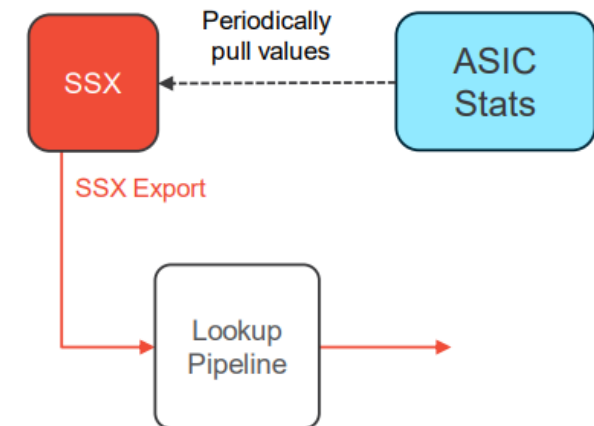 Periodically
pull values
SSX
ASIC
Stats
SSX Export
Lookup
Pipeline